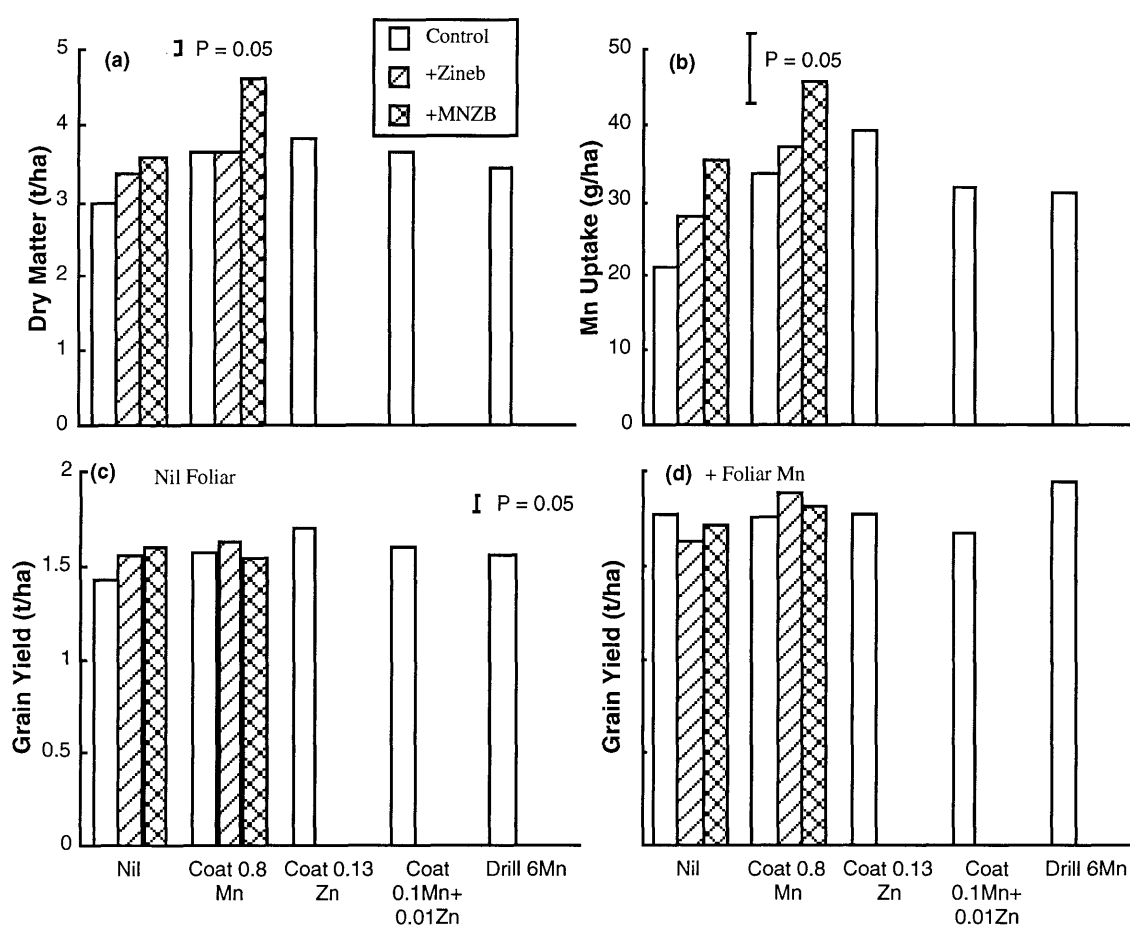 (a)
P = 0.05
Control
+Zineb
+MNZB
5
4
3
2
1
0
Dry Matter (t/ha)
(b)
P = 0.05
50
40
30
20
10
0
Mn Uptake (g/ha)
(c)
Nil Foliar
P = 0.05
2
1.5
1
0.5
0
Grain Yield (t/ha)
Nil
Coat 0.8
Mn
Coat 0.13
Zn
Coat
0.1Mn+
0.01Zn
Drill 6Mn
(d)
+ Foliar Mn
Grain Yield (t/ha)
Nil
Coat 0.8
Mn
Coat 0.13
Zn
Coat
0.1Mn+
0.01Zn
Drill 6Mn